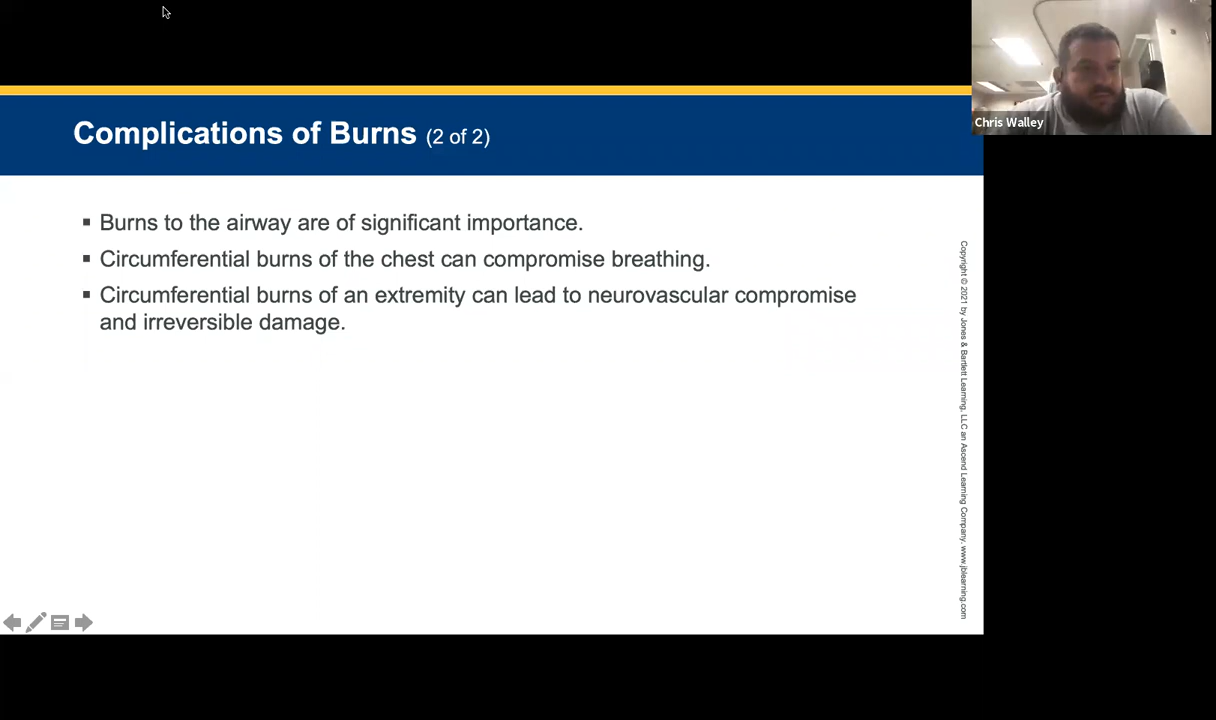 Complications of Burns (2 of 2)
Chris Walley
▪ Burns to the airway are of significant importance.
▪ Circumferential burns of the chest can compromise breathing.
▪ Circumferential burns of an extremity can lead to neurovascular compromise
and irreversible damage.
Copyright © 2021 by Jones & Bartlett Learning, LLC an Ascend Learning Company. www.jblearning.com